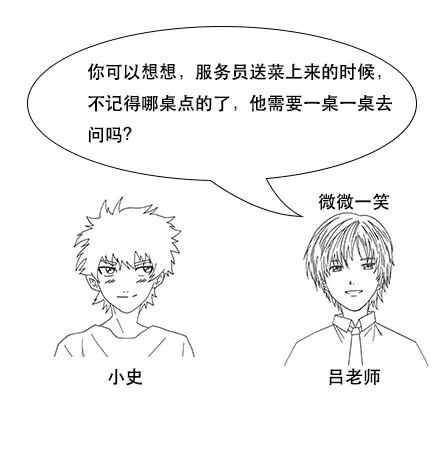 你可以想想，服务员送菜上来的时候，
不记得哪桌点的了，他需要一桌一桌去
问吗？
微微一笑
小史
吕老师